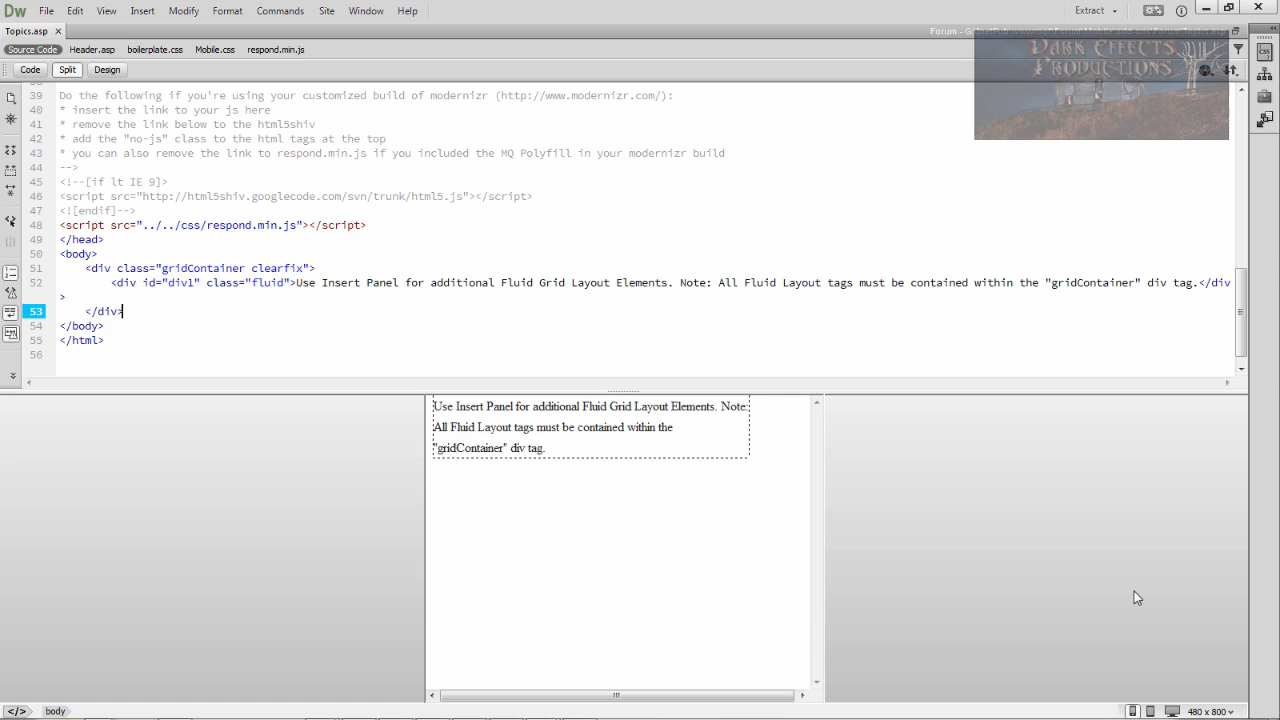 Dw File Edit View Insert Modify Format Commands Site Window Help Extract
Topics.asp ×
Source Code Header.asp boilerplate.css Mobile.css respond.min.js
Code Split Design
DARK EFFECTS
PRODUCTIONS
39 Do the following if you're using your customized build of modernizr (http://www.modernizr.com/):
40 * insert the link to your js here
41 * remove the link below to the html5shiv
42 * add the "no-js" class to the html tags at the top
43 * you can also remove the link to respond.min.js if you included the MQ Polyfill in your modernizr build
44 -->
45 <!--[if lt IE 9]>
46 <script src="http://html5shiv.googlecode.com/svn/trunk/html5.js"></script>
47 <![endif]-->
48 <script src="../../css/respond.min.js"></script>
49 </head>
50 <body>
51 <div class="gridContainer clearfix">
52 <div id="div1" class="fluid">Use Insert Panel for additional Fluid Grid Layout Elements. Note: All Fluid Layout tags must be contained within the "gridContainer" div tag.</div
>
53 </div>
54 </body>
55 </html>
56
Use Insert Panel for additional Fluid Grid Layout Elements. Note:
All Fluid Layout tags must be contained within the
"gridContainer" div tag.
</> body 480 x 800